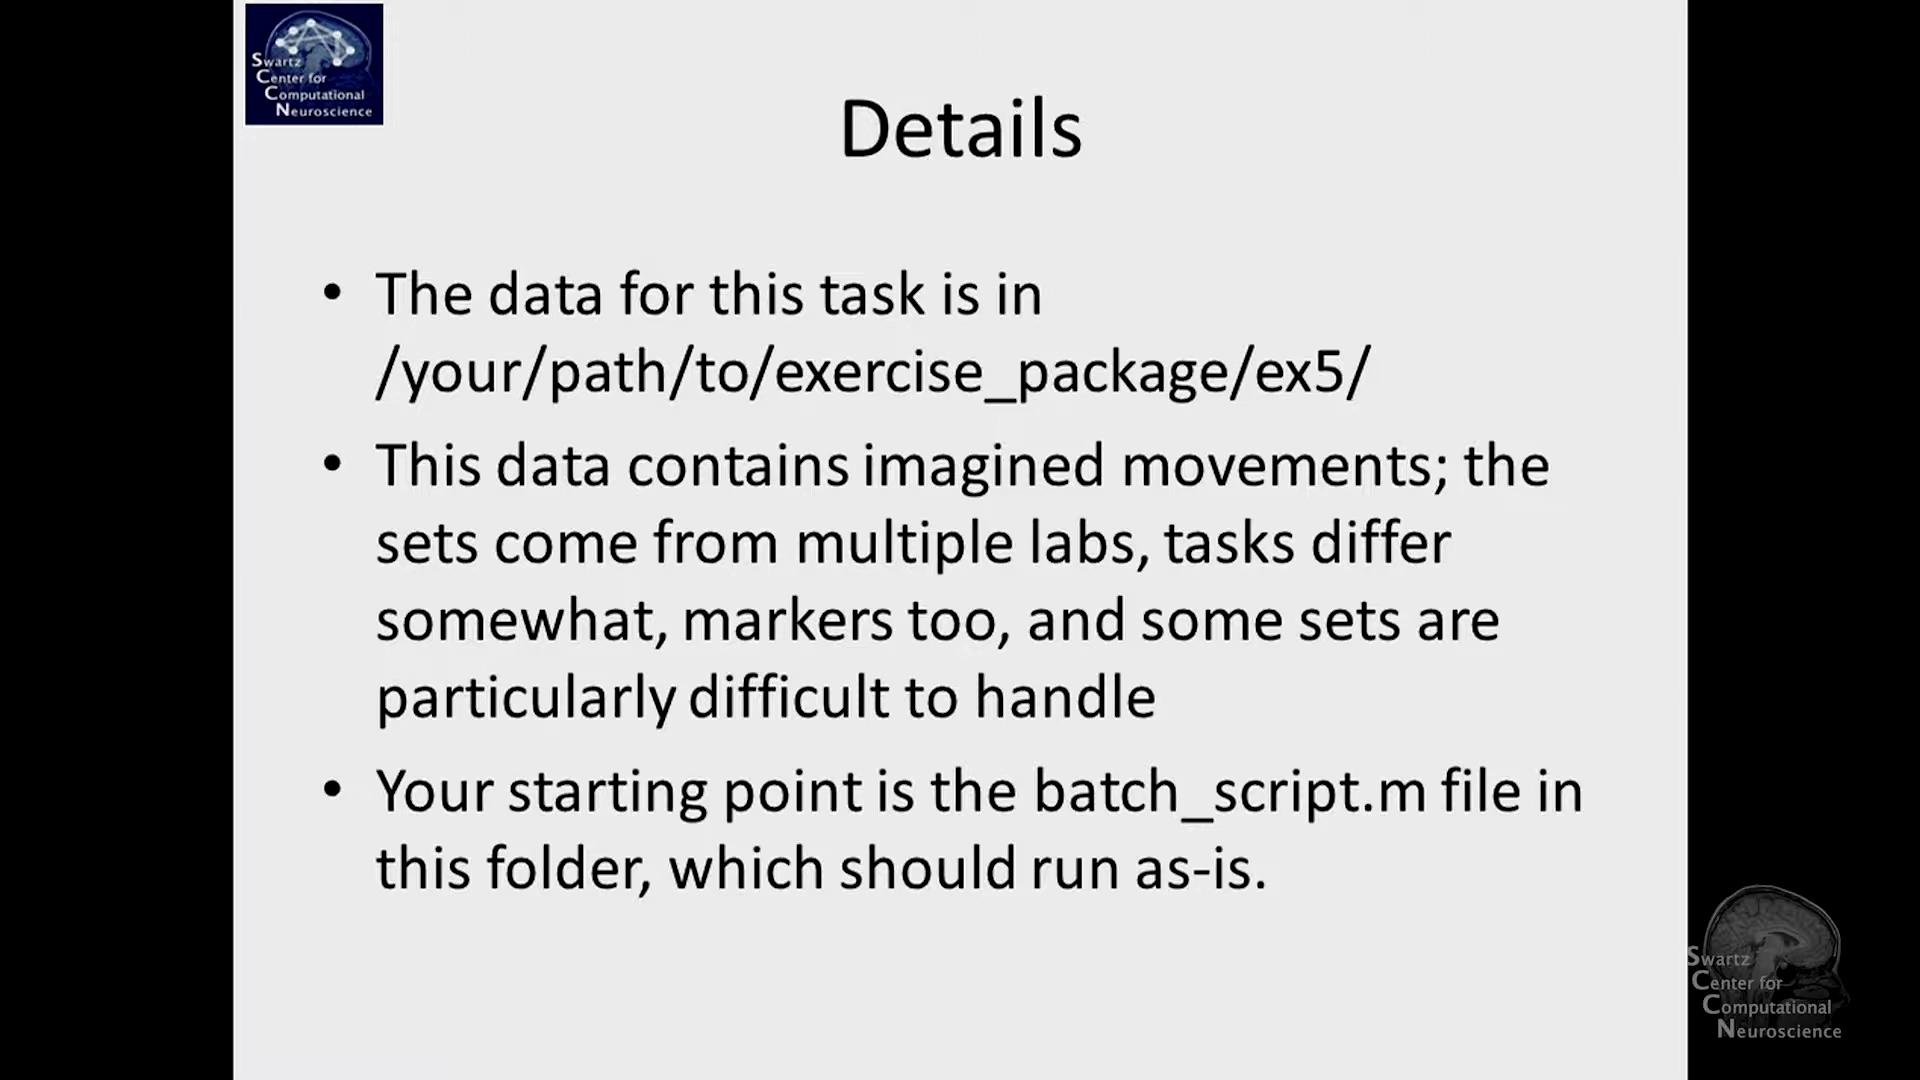 Swartz
Center for
Computational
Neuroscience
Details
• The data for this task is in
/your/path/to/exercise_package/ex5/
• This data contains imagined movements; the
sets come from multiple labs, tasks differ
somewhat, markers too, and some sets are
particularly difficult to handle
• Your starting point is the batch_script.m file in
this folder, which should run as-is.
Swartz
Center for
Computational
Neuroscience